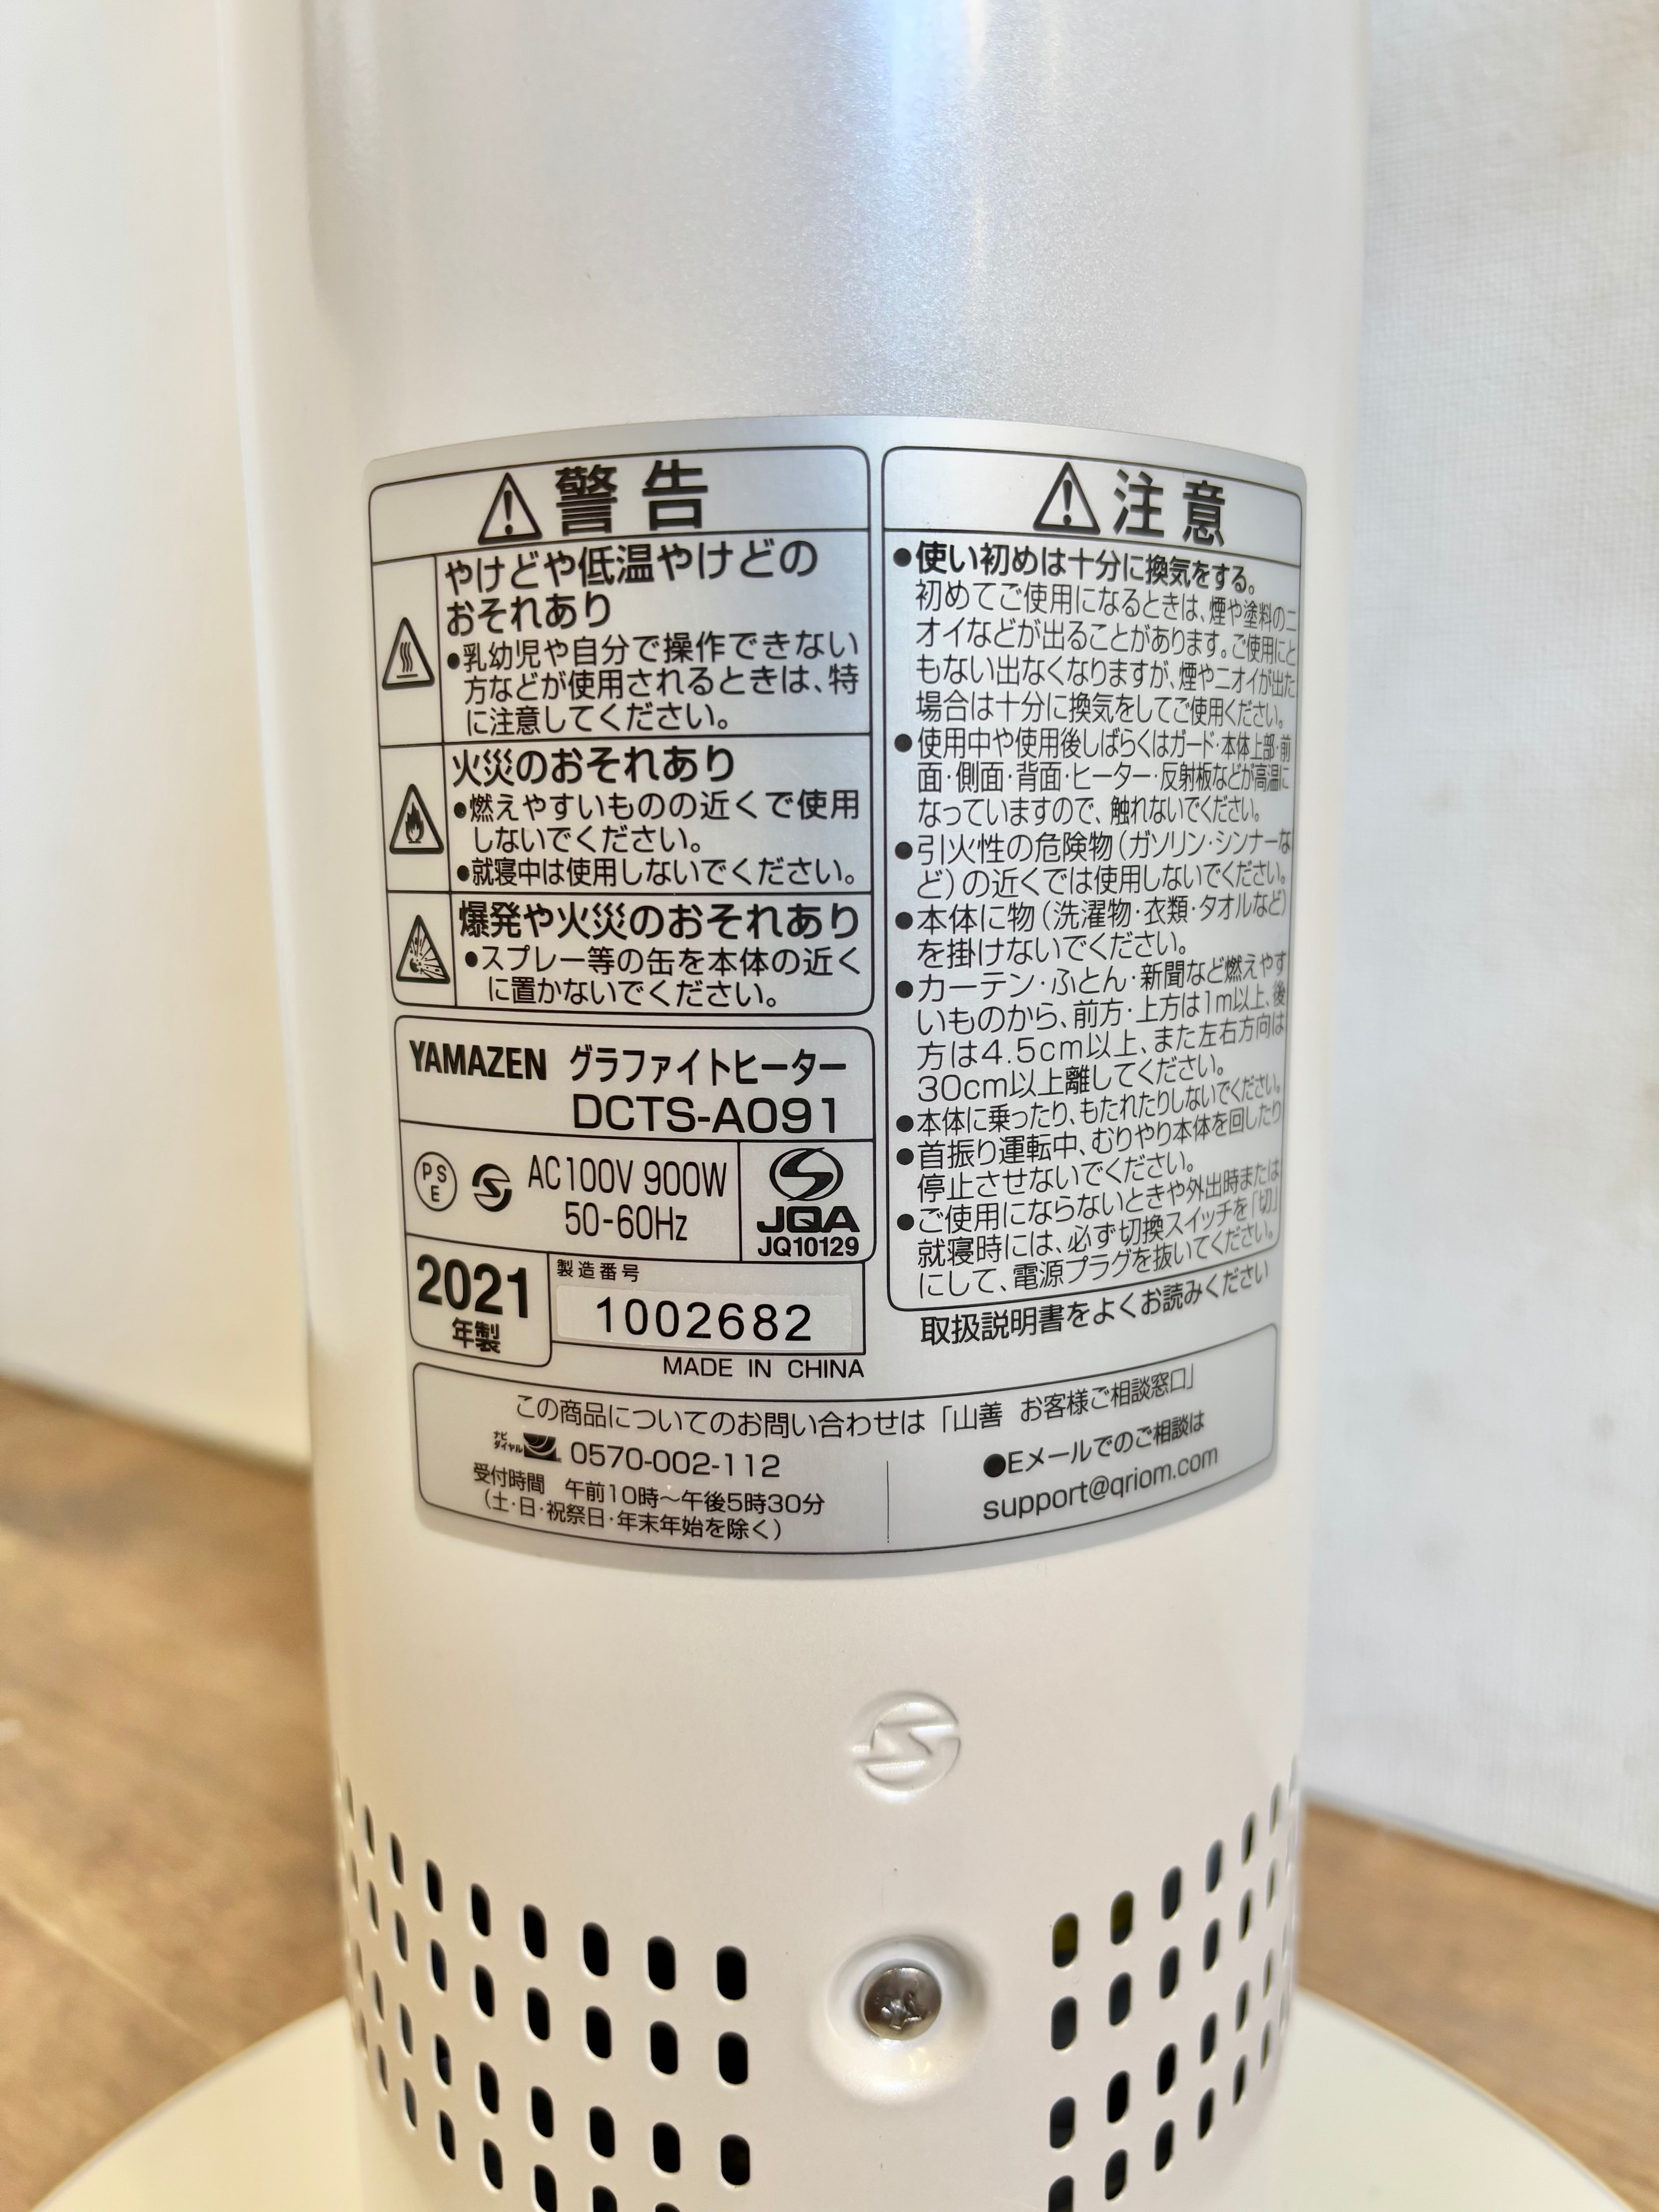 警告
やけどや低温やけどの
おそれあり
●乳幼児や自分で操作できない
方などが使用されるときは、特
に注意してください。
火災のおそれあり
●燃えやすいものの近くで使用
しないでください。
●就寝中は使用しないでください。
爆発や火災のおそれあり
●スプレー等の缶を本体の近く
に置かないでください。
YAMAZEN グラファイトヒーター
DCTS-A091
PS
E
AC100V 900W
50-60Hz
JQA
JQ10129
2021
年製
製造番号
1002682
MADE IN CHINA
注意
●使い初めは十分に換気をする。
初めてご使用になるときは、煙や塗料のニ
オイなどが出ることがあります。ご使用にと
もない出なくなりますが、煙やニオイが出た
場合は十分に換気をしてご使用ください。
●使用中や使用後しばらくはガード・本体上部・前
面・側面・背面・ヒーター・反射板などが高温に
なっていますので、触れないでください。
●引火性の危険物（ガソリン・シンナーな
ど）の近くでは使用しないでください。
●本体に物（洗濯物・衣類・タオルなど）
を掛けないでください。
●カーテン・ふとん・新聞など燃えやす
いものから、前方・上方は1m以上、後
方は4.5cm以上、また左右方向は
30cm以上離してください。
●本体に乗ったり、もたれたりしないでください。
●首振り運転中、むりやり本体を回したり
停止させないでください。
●ご使用にならないときや外出時または
就寝時には、必ず切換スイッチを「切」
にして、電源プラグを抜いてください。
取扱説明書をよくお読みください
この商品についてのお問い合わせは「山善 お客様ご相談窓口」
ナビ
ダイヤル 0570-002-112
受付時間 午前10時～午後5時30分
（土・日・祝祭日・年末年始を除く）
●Eメールでのご相談は
support@qriom.com